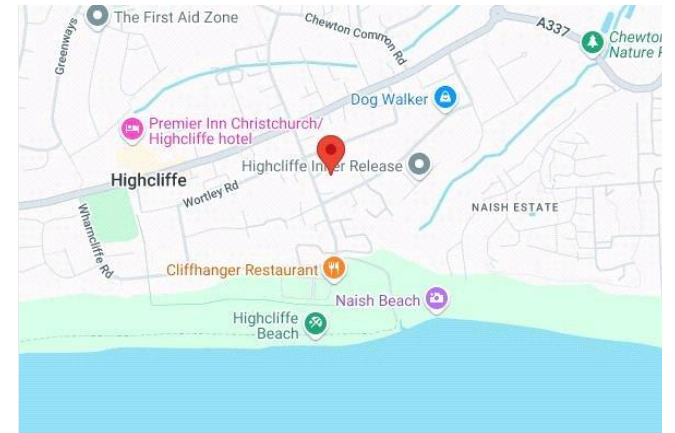 The First Aid Zone
Greenways
Chewton Common Rd
A337
Chewto
Nature R
Dog Walker
Premier Inn Christchurch/
Highcliffe hotel
Highcliffe Inner Release
Highcliffe
Wortley Rd
Wharncliffe Rd
NAISH ESTATE
Cliffhanger Restaurant
Naish Beach
Highcliffe
Beach